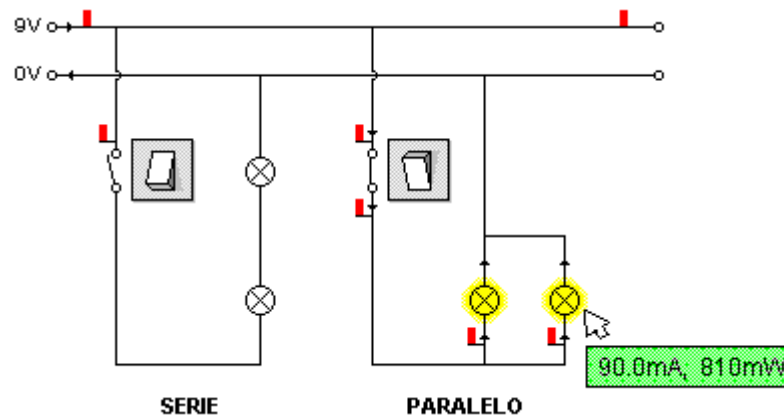 9V
0V
90.0mA, 810mW
SERIE
PARALELO